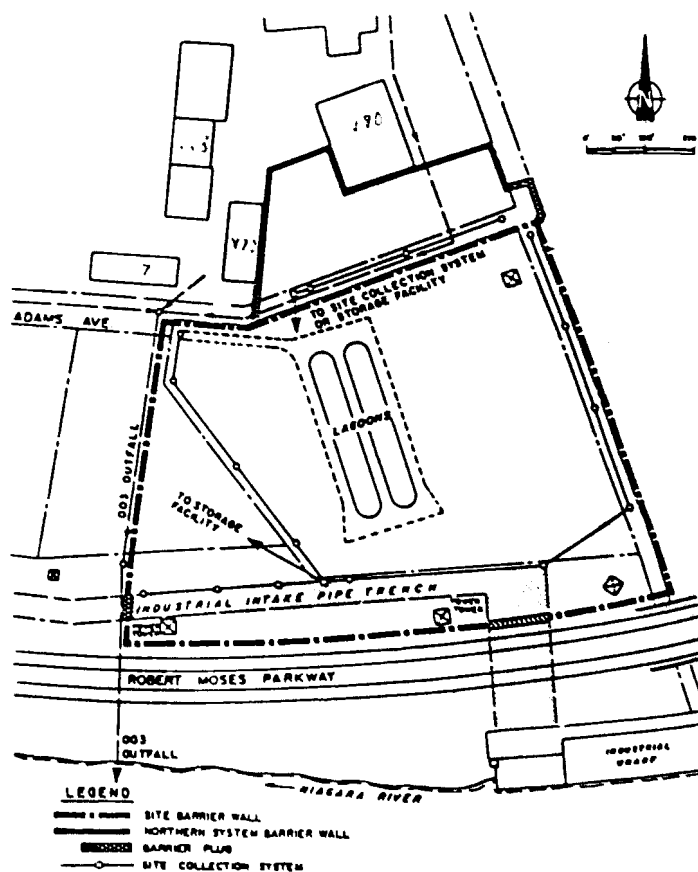 N
7
ADAMS AVE
TO SITE COLLECTION SYSTEM
OR STORAGE FACILITY
LAGOONS
003 OUTFALL
TO STORAGE
FACILITY
INDUSTRIAL INTAKE PIPE TRENCH
POWER
TOWER
ROBERT MOSES PARKWAY
003
OUTFALL
INDUSTRIAL
NIAGARA RIVER
LEGEND
SITE BARRIER WALL
NORTHERN SYSTEM BARRIER WALL
BARRIER PLUG
SITE COLLECTION SYSTEM